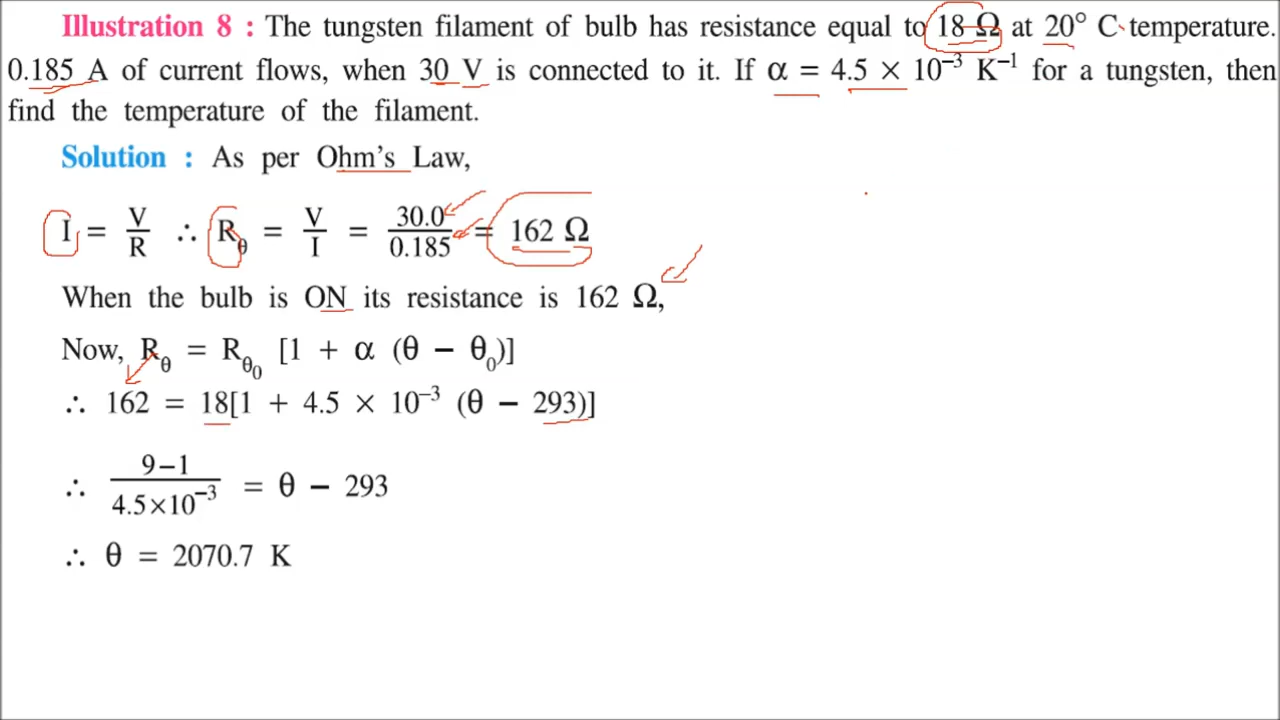 Illustration 8 : The tungsten filament of bulb has resistance equal to 18 Ω at 20° C temperature.
0.185 A of current flows, when 30 V is connected to it. If α = 4.5 × 10⁻³ K⁻¹ for a tungsten, then
find the temperature of the filament.
Solution : As per Ohm's Law,
I = V/R ∴ R_θ = V/I = 30.0/0.185 = 162 Ω
When the bulb is ON its resistance is 162 Ω,
Now, R_θ = R_θ₀ [1 + α (θ − θ₀)]
∴ 162 = 18[1 + 4.5 × 10⁻³ (θ − 293)]
∴ 9−1/4.5×10⁻³ = θ − 293
∴ θ = 2070.7 K